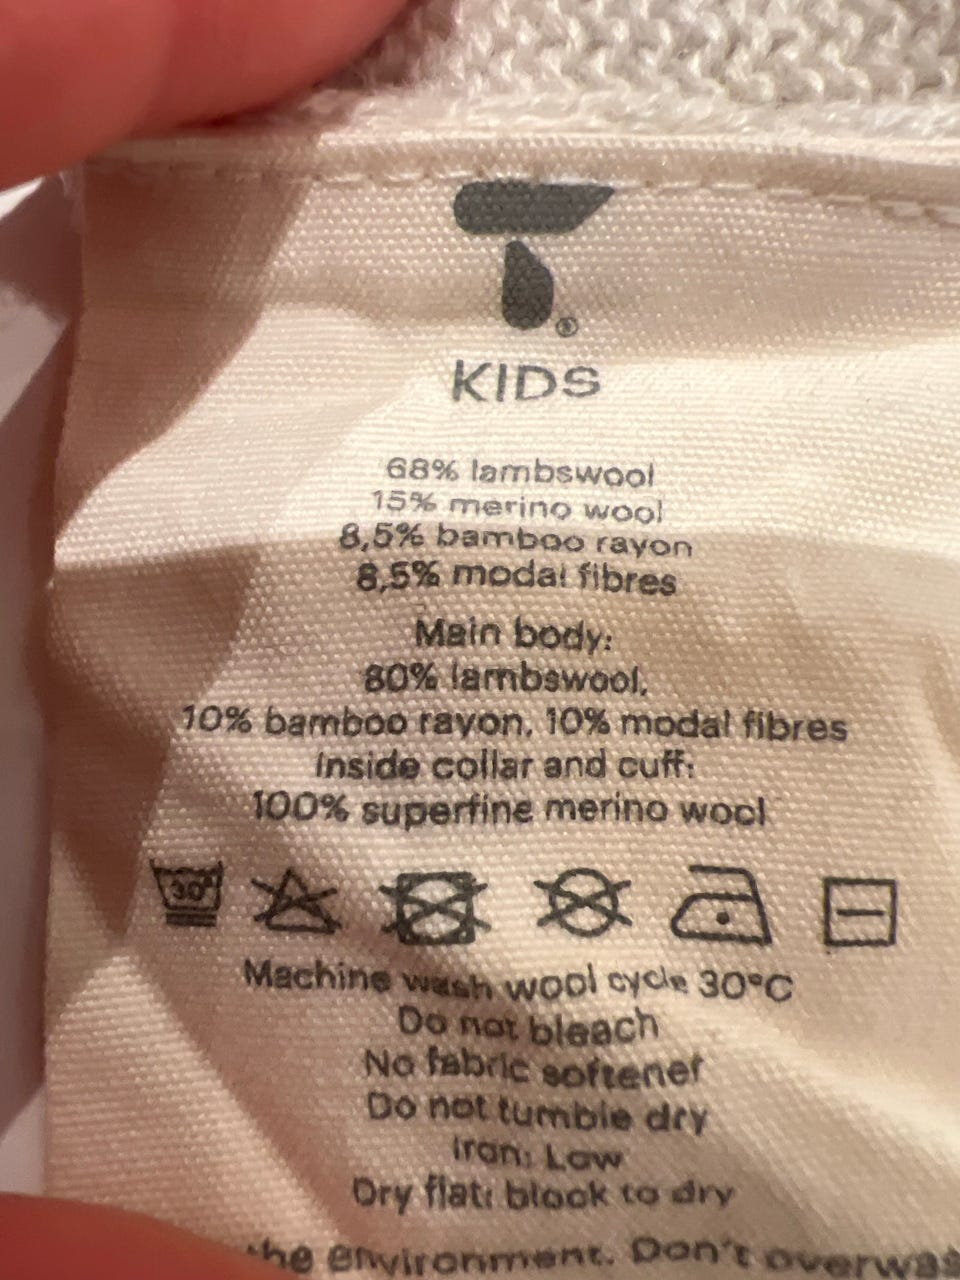 ®
KIDS
68% lambswool
15% merino wool
8,5% bamboo rayon
8,5% modal fibres
Main body:
80% lambswool,
10% bamboo rayon, 10% modal fibres
Inside collar and cuff:
100% superfine merino wool
30°
Machine wash wool cycle 30°C
Do not bleach
No fabric softener
Do not tumble dry
Iron: Low
Dry flat: block to dry
the environment. Don't overwas